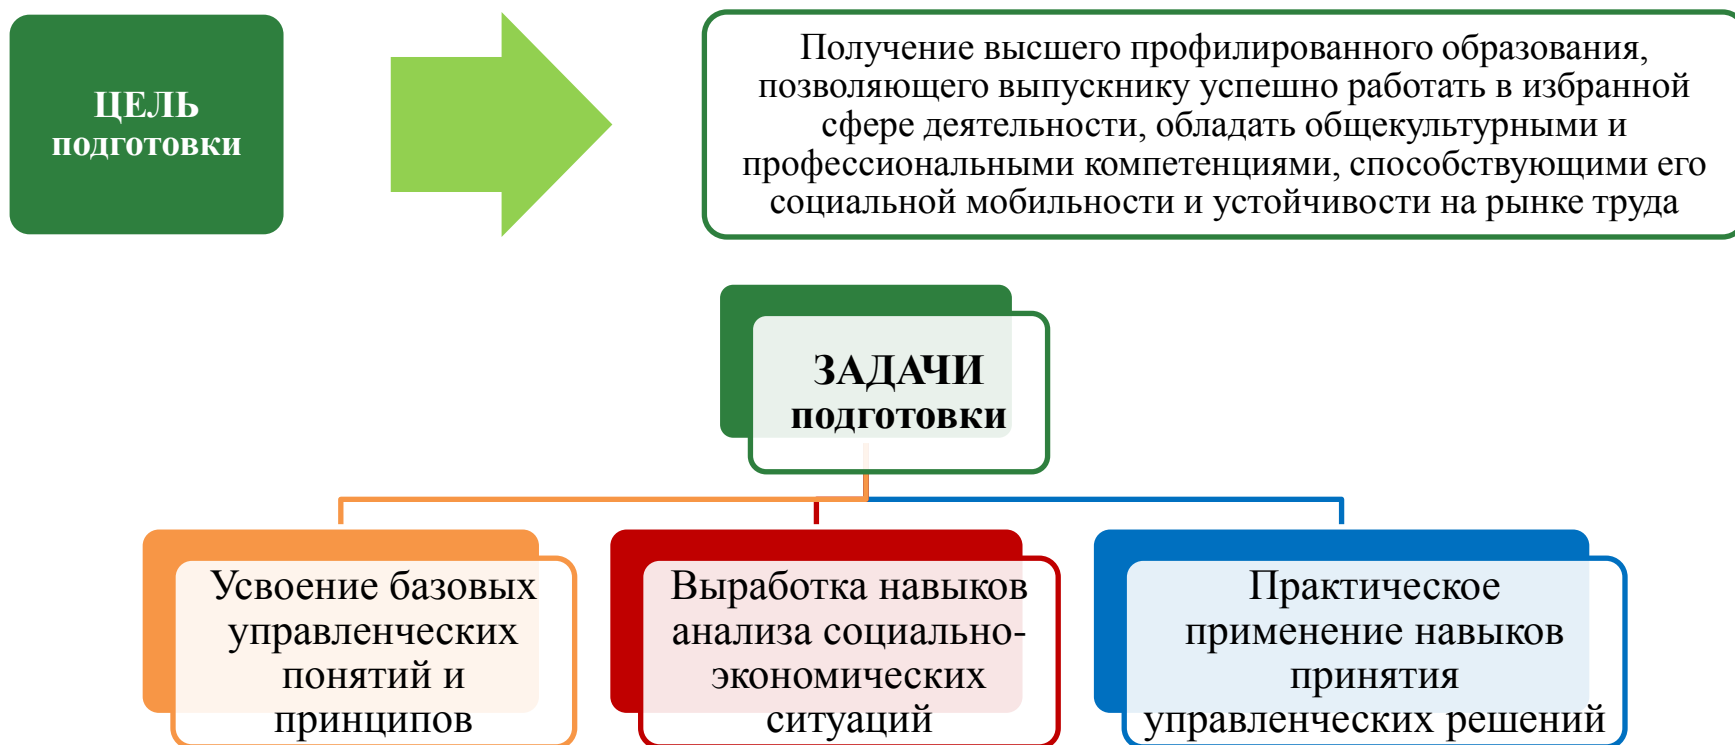 ЦЕЛЬ
подготовки
Получение высшего профилированного образования,
позволяющего выпускнику успешно работать в избранной
сфере деятельности, обладать общекультурными и
профессиональными компетенциями, способствующими его
социальной мобильности и устойчивости на рынке труда
ЗАДАЧИ
подготовки
Усвоение базовых
управленческих
понятий и
принципов
Выработка навыков
анализа социально-
экономических
ситуаций
Практическое
применение навыков
принятия
управленческих решений